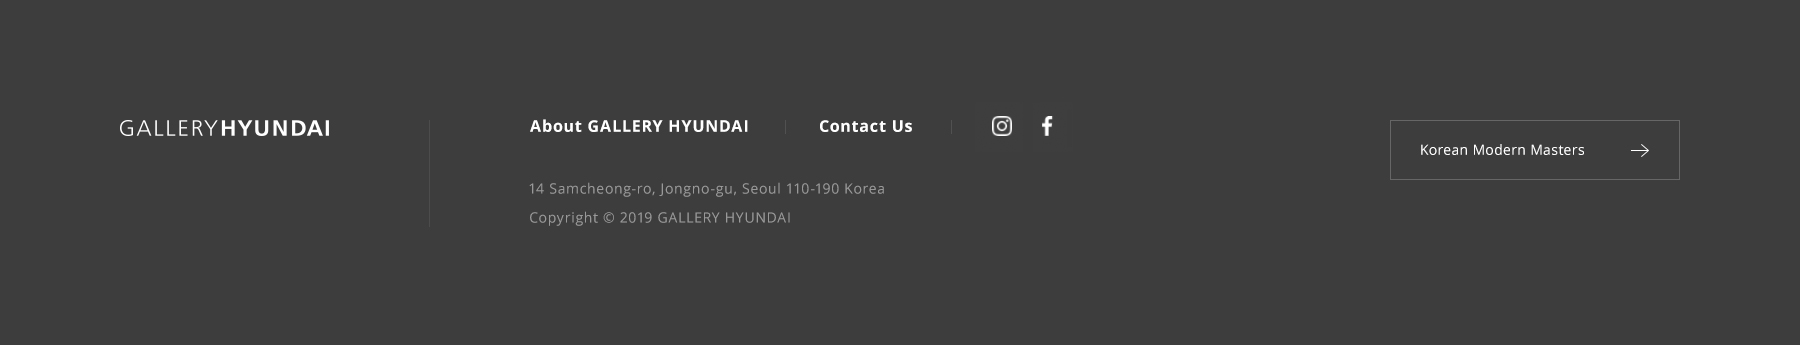 GALLERYHYUNDAI
About GALLERY HYUNDAI
Contact Us
14 Samcheong-ro, Jongno-gu, Seoul 110-190 Korea
Copyright © 2019 GALLERY HYUNDAI
Korean Modern Masters